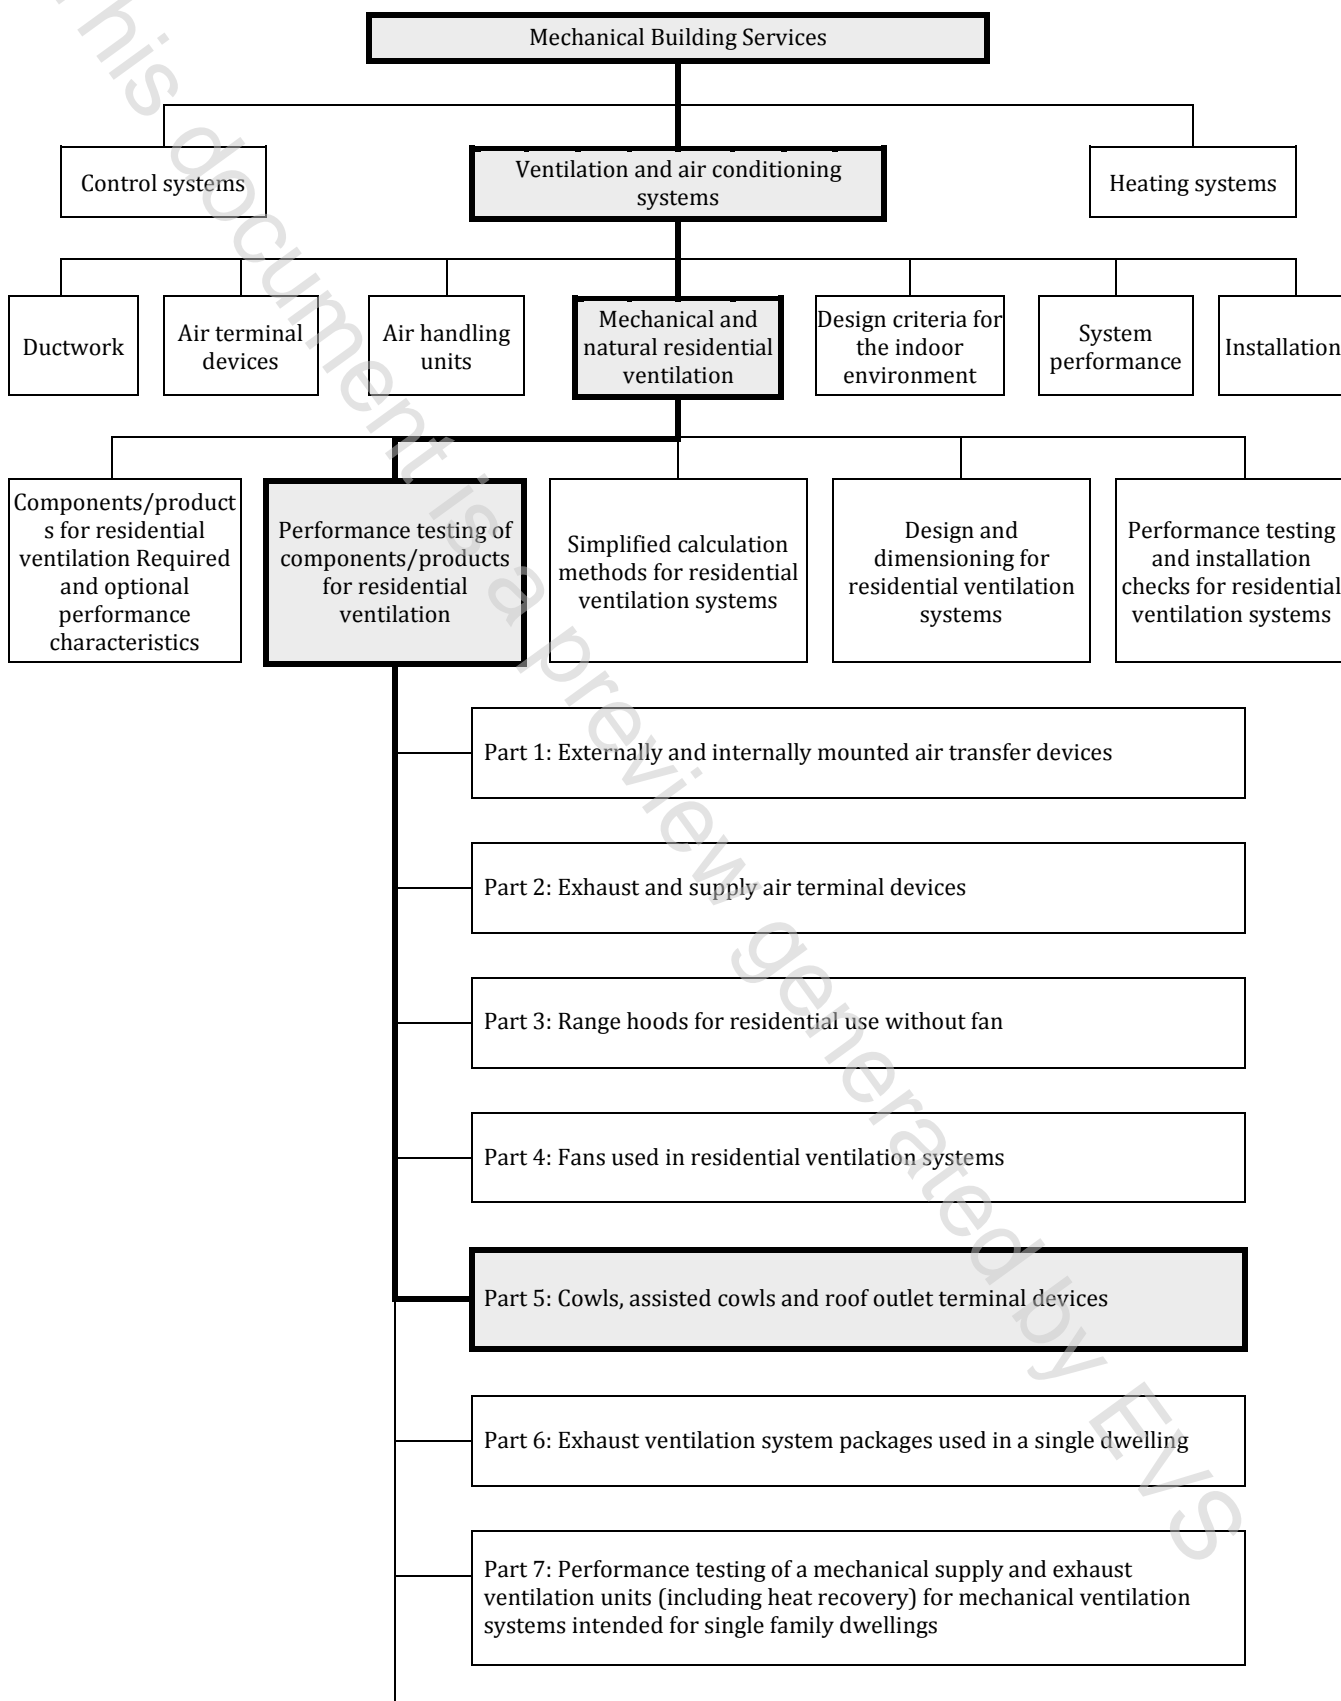 Mechanical Building Services
Control systems
Ventilation and air conditioning
systems
Heating systems
Ductwork
Air terminal
devices
Air handling
units
Mechanical and
natural residential
ventilation
Design criteria for
the indoor
environment
System
performance
Installation
Components/product
s for residential
ventilation Required
and optional
performance
characteristics
Performance testing of
components/products
for residential
ventilation
Simplified calculation
methods for residential
ventilation systems
Design and
dimensioning for
residential ventilation
systems
Performance testing
and installation
checks for residential
ventilation systems
Part 1: Externally and internally mounted air transfer devices
Part 2: Exhaust and supply air terminal devices
Part 3: Range hoods for residential use without fan
Part 4: Fans used in residential ventilation systems
Part 5: Cowls, assisted cowls and roof outlet terminal devices
Part 6: Exhaust ventilation system packages used in a single dwelling
Part 7: Performance testing of a mechanical supply and exhaust
ventilation units (including heat recovery) for mechanical ventilation
systems intended for single family dwellings
This document is a preview generated by EVS